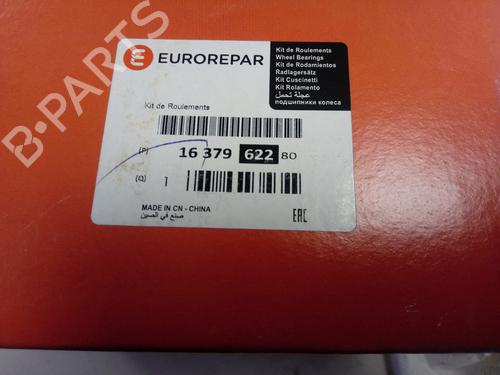 EUROREPAR
Kit de Roulements
Wheel Bearings
Kit de Rodamientos
Radlagersätz
Kit Cuscinetti
Kit Rolamento
عجلة تحمل
подшипники колеса
Kit de Roulements
(P) 16 379 622 80
(Q) 1
MADE IN CN - CHINA
صنع في الصين
EAC
B-PARTS